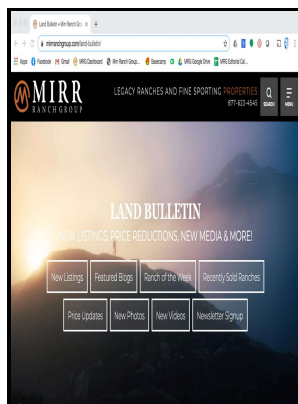 Land Bulletin « Mirr Ranch Gro
mirrranchgroup.com/land-bulletin/
Apps Facebook Gmail MRG Dashboard Mirr Ranch Group... Basecamp MRG Google Drive MRG Editorial Cal...
MIRR
RANCH GROUP
LEGACY RANCHES AND FINE SPORTING PROPERTIES
877-623-4545
SEARCH
MENU
LAND BULLETIN
NEW LISTINGS, PRICE REDUCTIONS, NEW MEDIA & MORE!
New Listings Featured Blogs Ranch of the Week Recently Sold Ranches
Price Updates New Photos New Videos Newsletter Signup